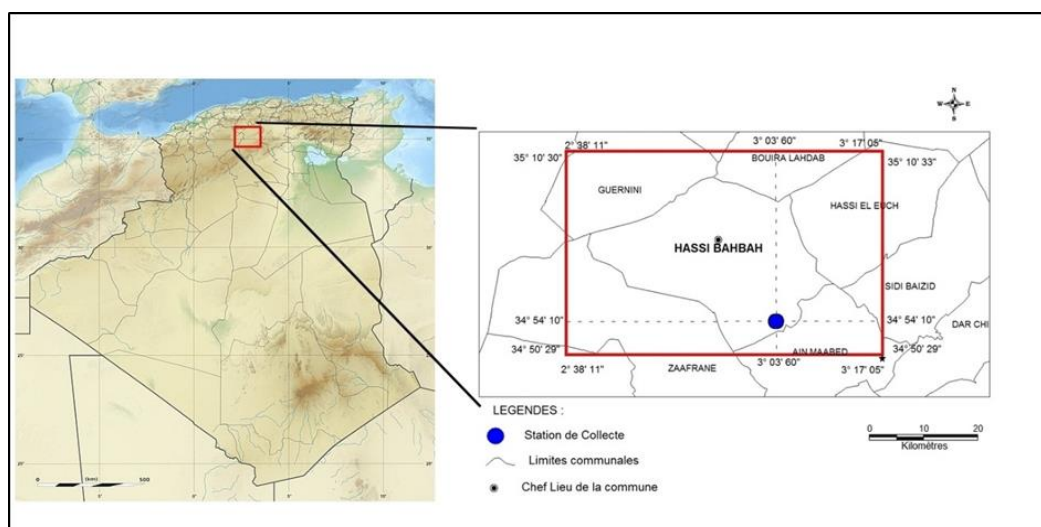 N
W E
S
3° 03' 60"
2° 38' 11" 3° 17' 05"
35° 10' 30" BOUIRA LAHDAB 35° 10' 33"
GUERNINI
HASSI EL EUCH
HASSI BAHBAH
SIDI BAIZID
34° 54' 10" 34° 54' 10"
DAR CHI
34° 50' 29" AIN MAABED 34° 50' 29"
2° 38' 11" ZAAFRANE 3° 03' 60" 3° 17' 05"
LEGENDES :
Station de Collecte
Limites communales
Chef Lieu de la commune
0 10 20
Kilomètres
0 (km) 500